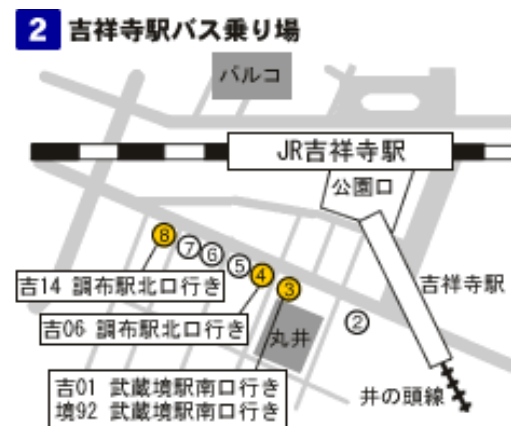 2 吉祥寺駅バス乗り場
パルコ
JR吉祥寺駅
公園口
⑧
⑦
⑥
⑤
④
③
②
吉祥寺駅
吉14 調布駅北口行き
吉06 調布駅北口行き
丸井
吉01 武蔵境駅南口行き
境92 武蔵境駅南口行き
井の頭線